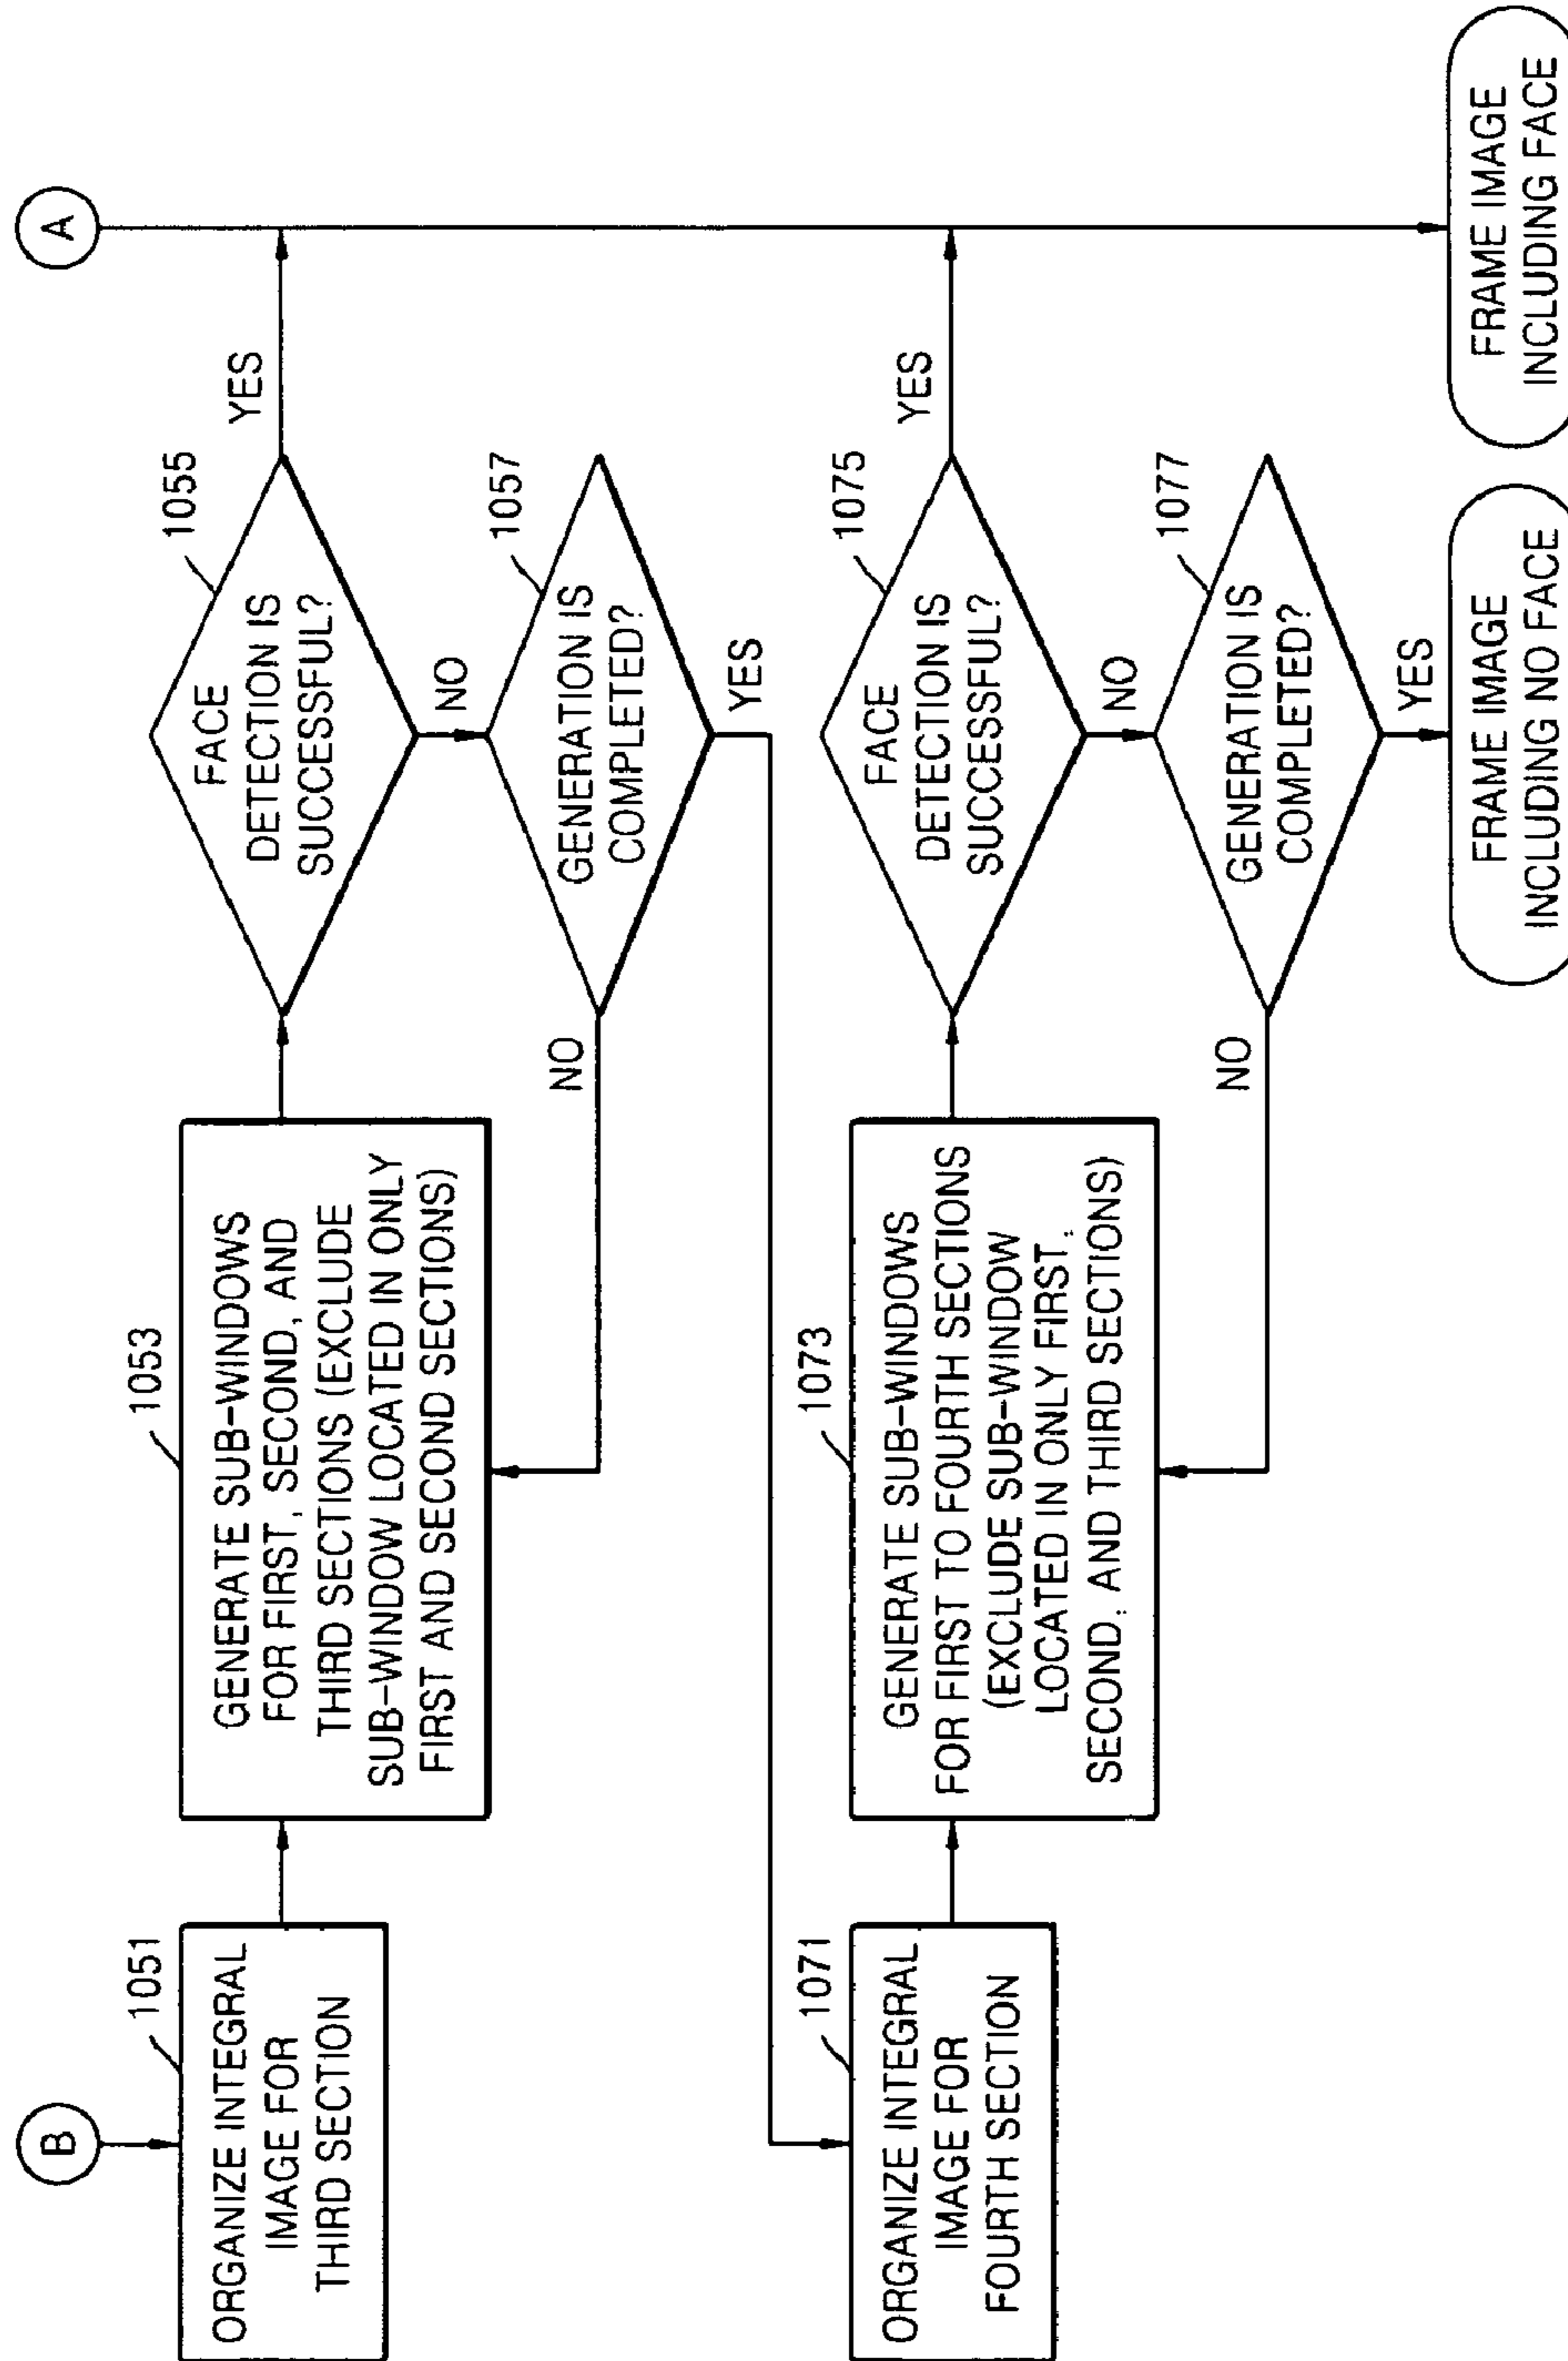 B
A
1051
ORGANIZE INTEGRAL
IMAGE FOR
THIRD SECTION
1053
GENERATE SUB-WINDOWS
FOR FIRST, SECOND, AND
THIRD SECTIONS (EXCLUDE
SUB-WINDOW LOCATED IN ONLY
FIRST AND SECOND SECTIONS)
1055
FACE
DETECTION IS
SUCCESSFUL?
YES
NO
1057
GENERATION IS
COMPLETED?
NO
YES
1071
ORGANIZE INTEGRAL
IMAGE FOR
FOURTH SECTION
1073
GENERATE SUB-WINDOWS
FOR FIRST TO FOURTH SECTIONS
(EXCLUDE SUB-WINDOW
LOCATED IN ONLY FIRST,
SECOND, AND THIRD SECTIONS)
1075
FACE
DETECTION IS
SUCCESSFUL?
YES
NO
1077
GENERATION IS
COMPLETED?
NO
YES
FRAME IMAGE
INCLUDING NO FACE
FRAME IMAGE
INCLUDING FACE